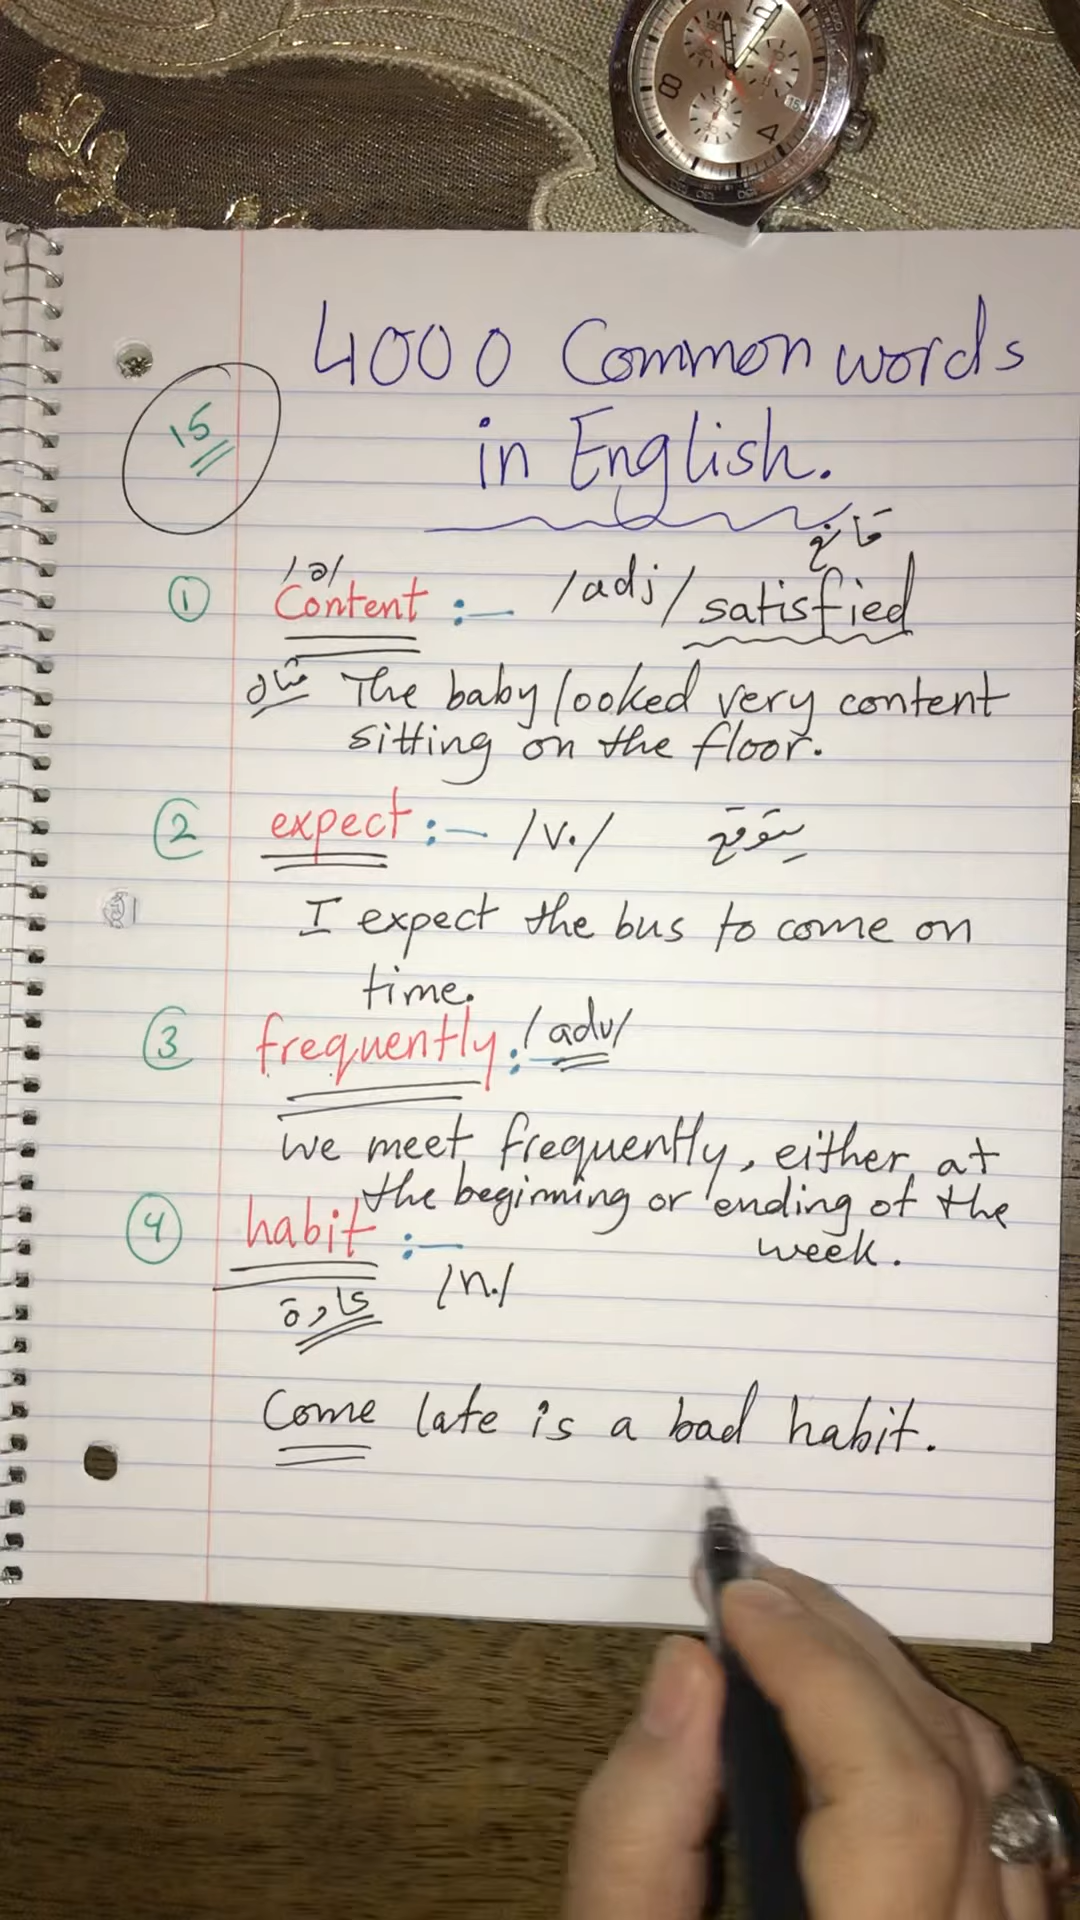 4000 Common words
in English.
15
قانع
/ə/
① Content :— /adj/ satisfied
مثال The baby looked very content
sitting on the floor.
② expect :— /v./ يتوقع
I expect the bus to come on
time.
③ frequently :— /adv/
we meet frequently, either at
the beginning or ending of the
week.
④ habit :—
عادة /n./
Come late is a bad habit.